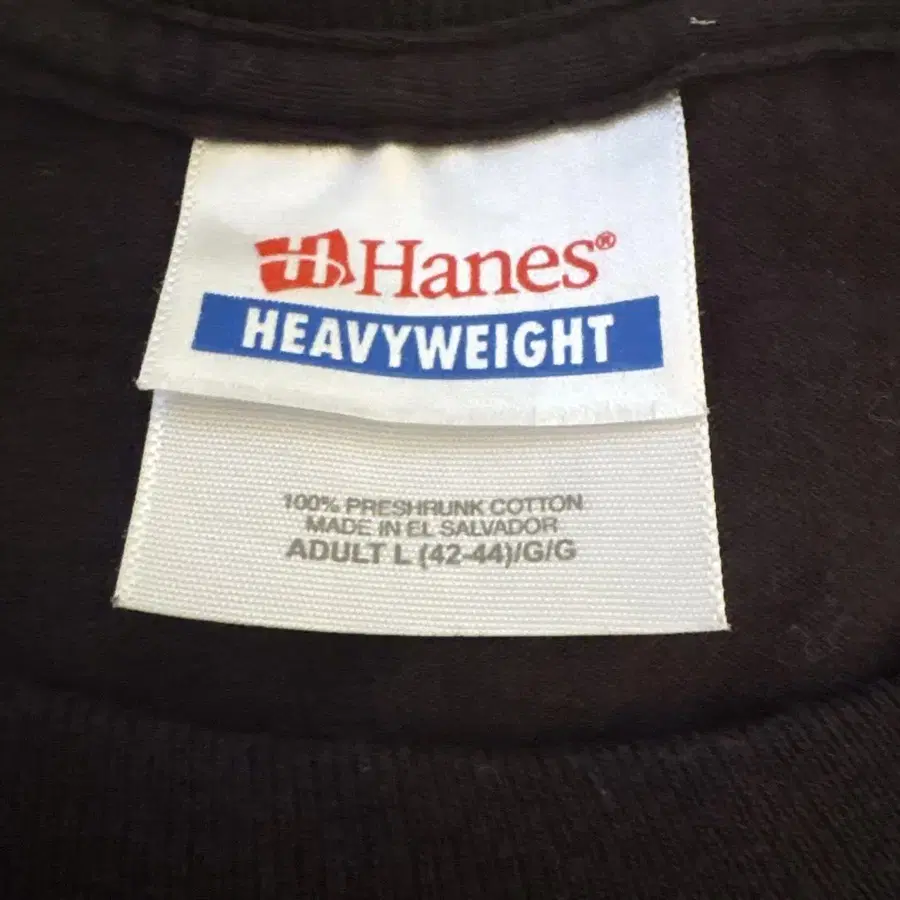 H Hanes®
HEAVYWEIGHT
100% PRESHRUNK COTTON
MADE IN EL SALVADOR
ADULT L (42-44)/G/G